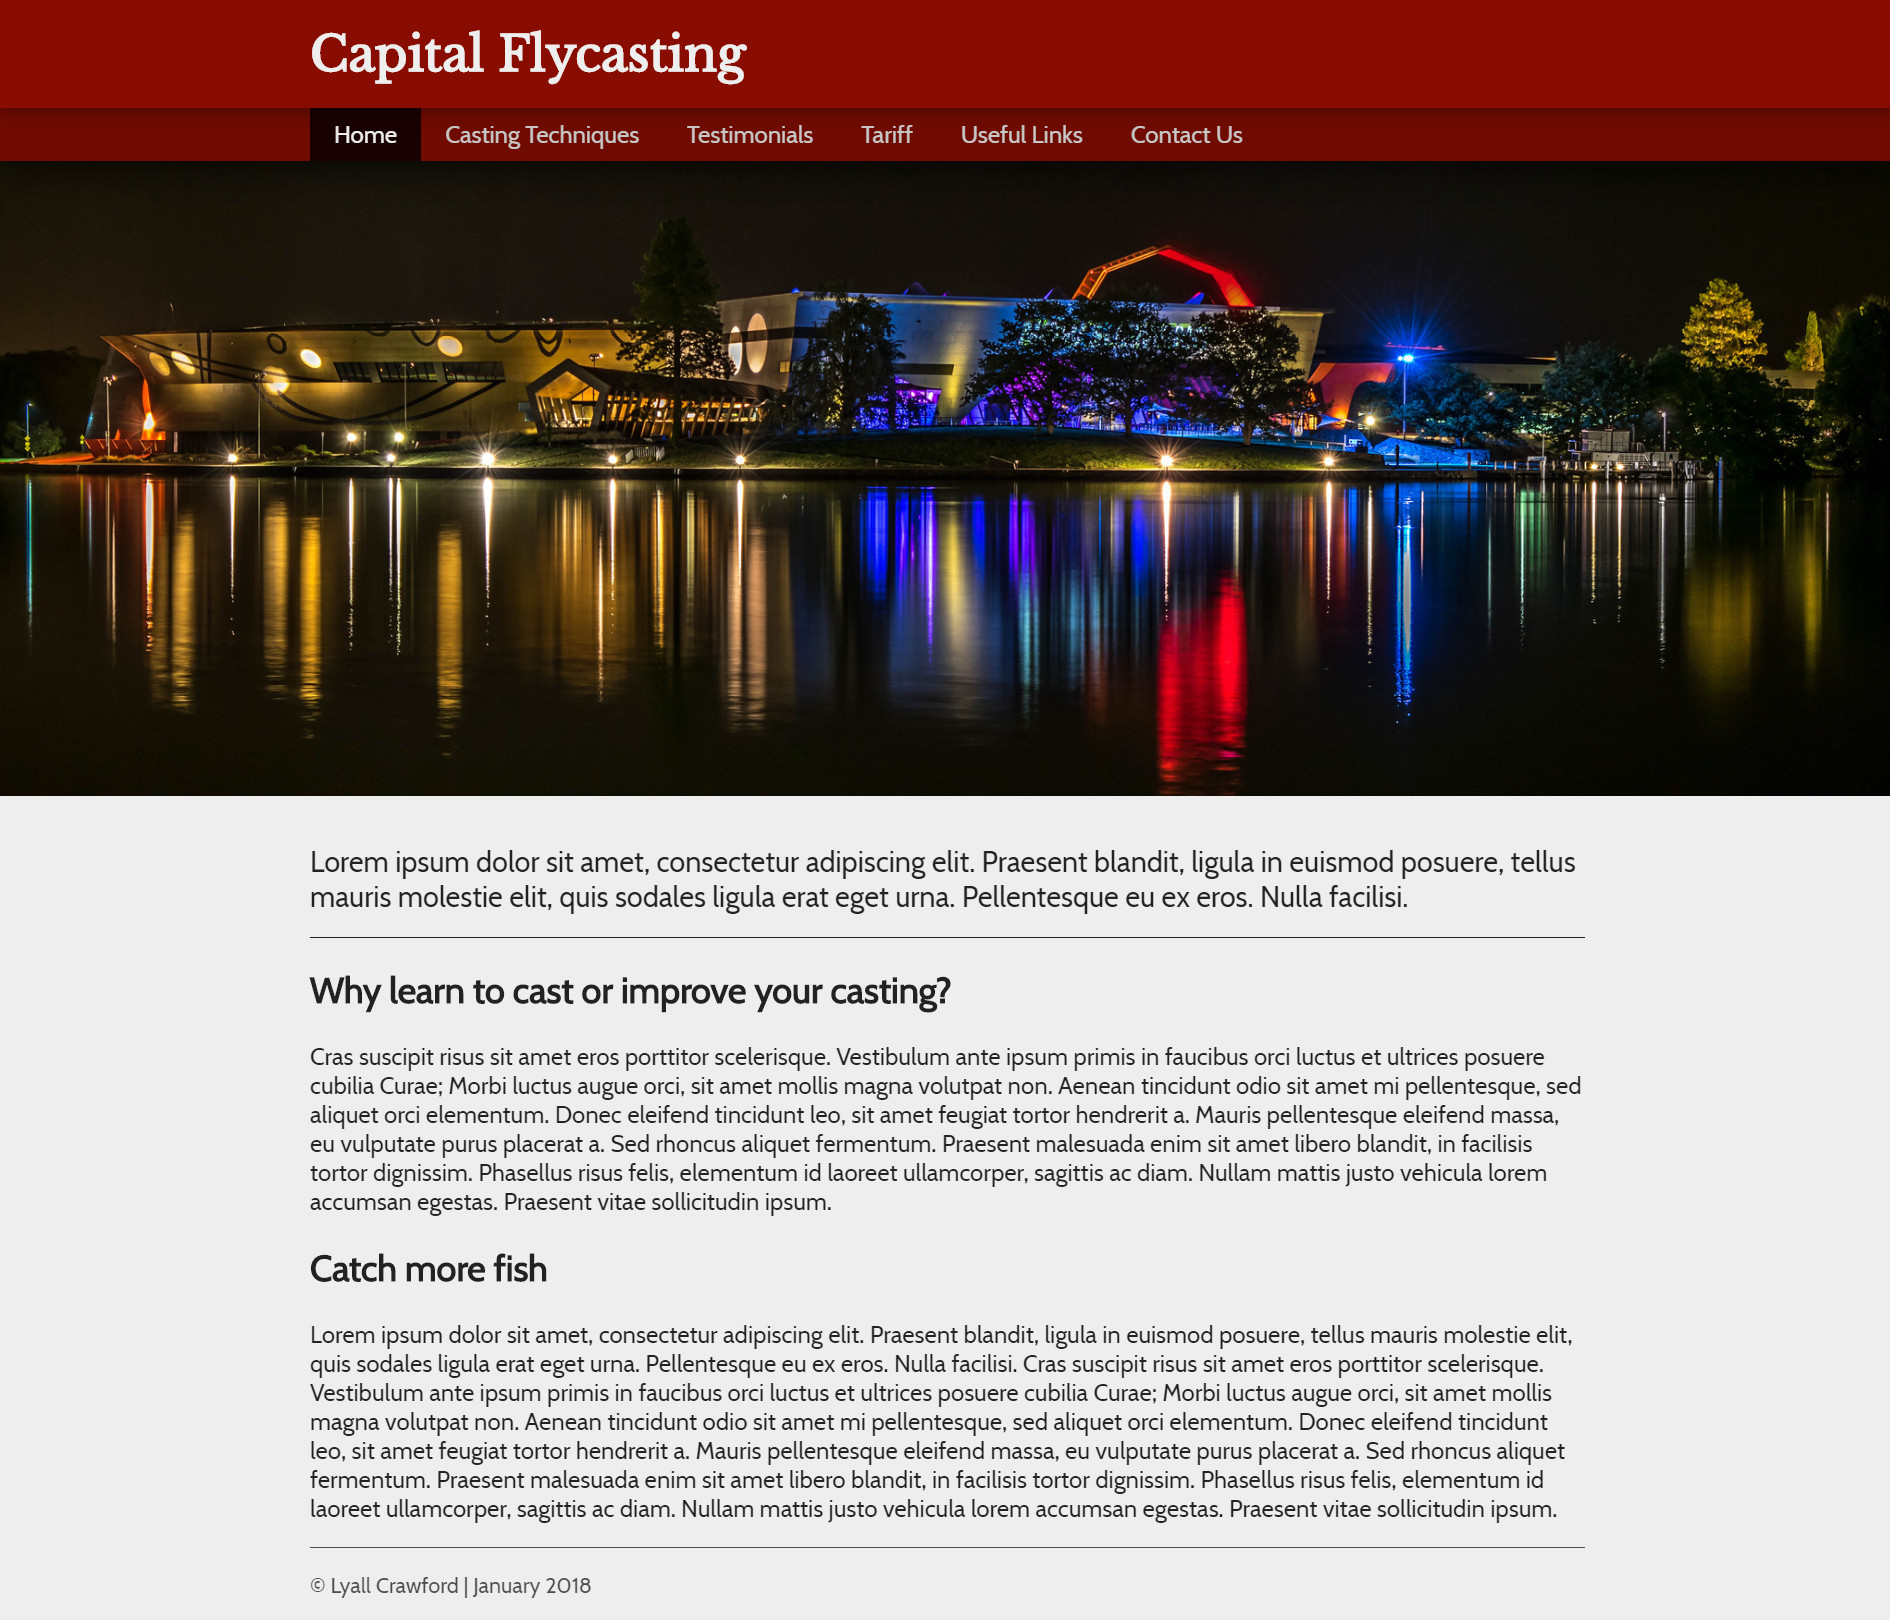 Capital Flycasting
Home Casting Techniques Testimonials Tariff Useful Links Contact Us
Lorem ipsum dolor sit amet, consectetur adipiscing elit. Praesent blandit, ligula in euismod posuere, tellus
mauris molestie elit, quis sodales ligula erat eget urna. Pellentesque eu ex eros. Nulla facilisi.
Why learn to cast or improve your casting?
Cras suscipit risus sit amet eros porttitor scelerisque. Vestibulum ante ipsum primis in faucibus orci luctus et ultrices posuere
cubilia Curae; Morbi luctus augue orci, sit amet mollis magna volutpat non. Aenean tincidunt odio sit amet mi pellentesque, sed
aliquet orci elementum. Donec eleifend tincidunt leo, sit amet feugiat tortor hendrerit a. Mauris pellentesque eleifend massa,
eu vulputate purus placerat a. Sed rhoncus aliquet fermentum. Praesent malesuada enim sit amet libero blandit, in facilisis
tortor dignissim. Phasellus risus felis, elementum id laoreet ullamcorper, sagittis ac diam. Nullam mattis justo vehicula lorem
accumsan egestas. Praesent vitae sollicitudin ipsum.
Catch more fish
Lorem ipsum dolor sit amet, consectetur adipiscing elit. Praesent blandit, ligula in euismod posuere, tellus mauris molestie elit,
quis sodales ligula erat eget urna. Pellentesque eu ex eros. Nulla facilisi. Cras suscipit risus sit amet eros porttitor scelerisque.
Vestibulum ante ipsum primis in faucibus orci luctus et ultrices posuere cubilia Curae; Morbi luctus augue orci, sit amet mollis
magna volutpat non. Aenean tincidunt odio sit amet mi pellentesque, sed aliquet orci elementum. Donec eleifend tincidunt
leo, sit amet feugiat tortor hendrerit a. Mauris pellentesque eleifend massa, eu vulputate purus placerat a. Sed rhoncus aliquet
fermentum. Praesent malesuada enim sit amet libero blandit, in facilisis tortor dignissim. Phasellus risus felis, elementum id
laoreet ullamcorper, sagittis ac diam. Nullam mattis justo vehicula lorem accumsan egestas. Praesent vitae sollicitudin ipsum.
© Lyall Crawford | January 2018